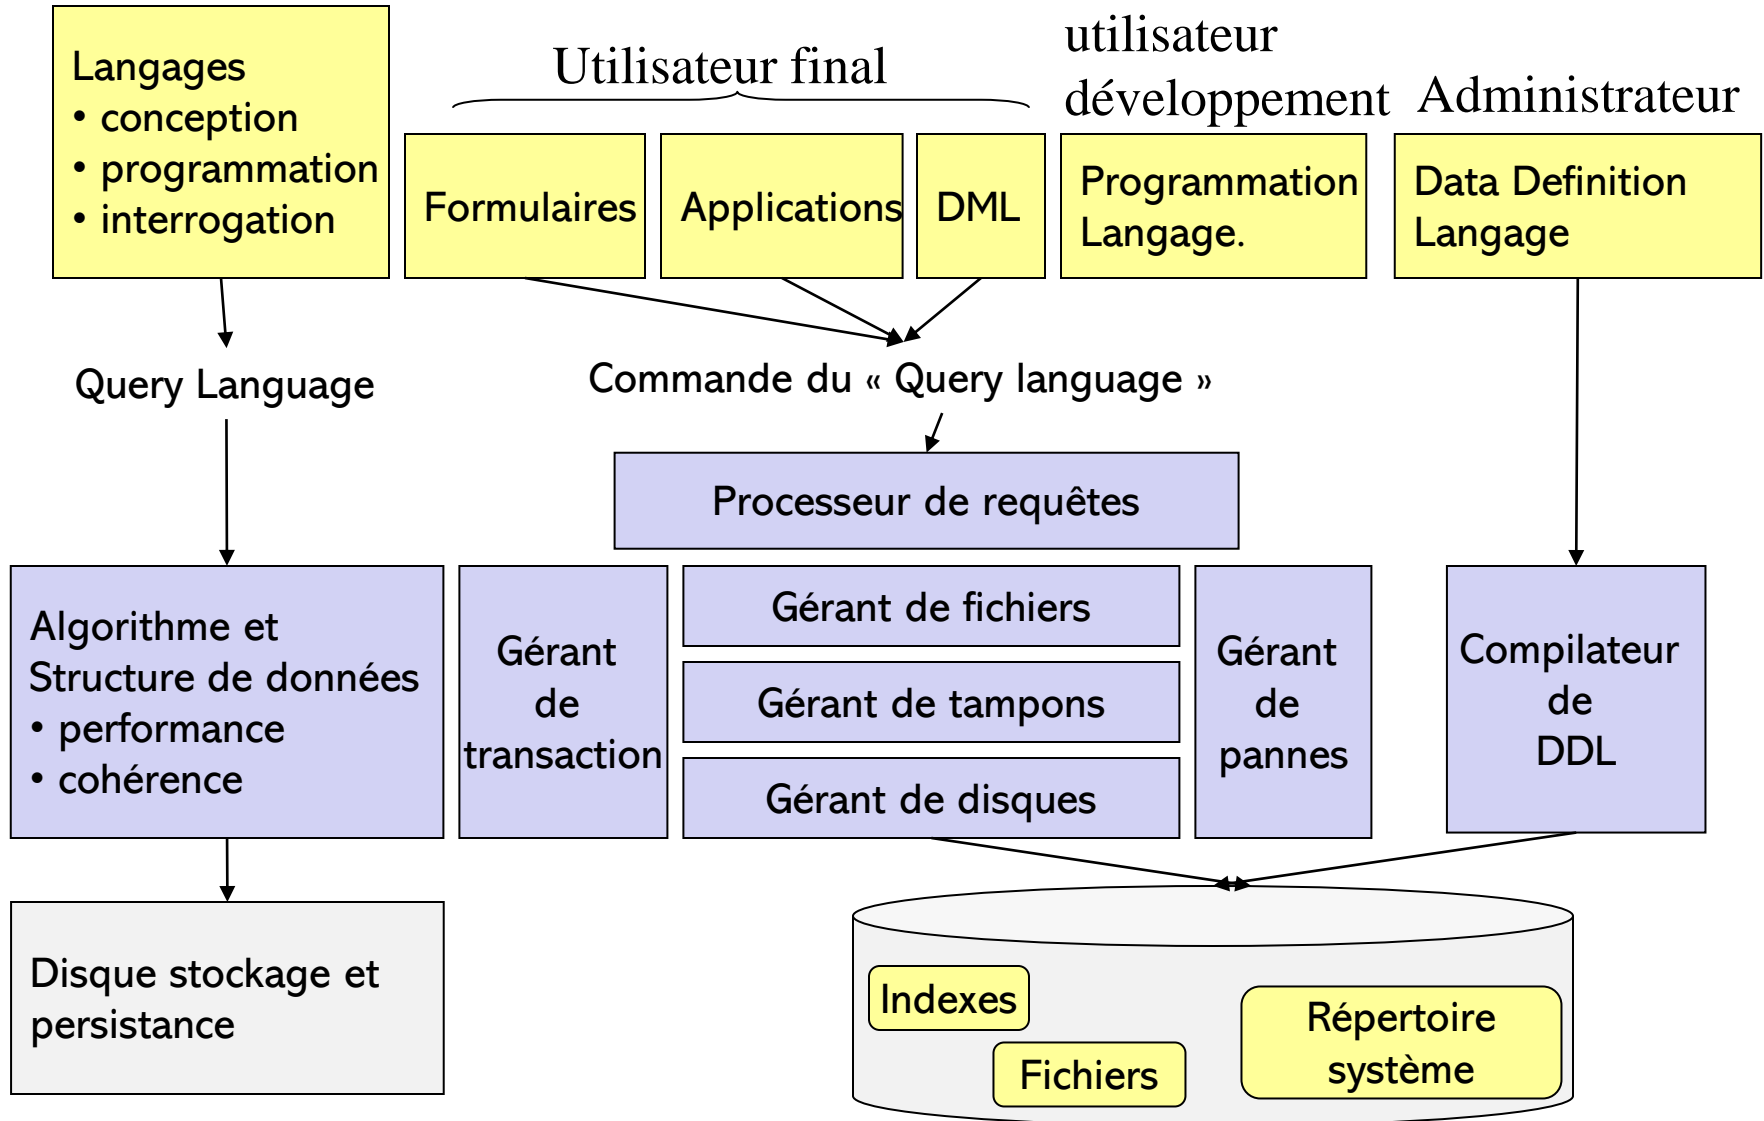 Langages
• conception
• programmation
• interrogation
Utilisateur final
utilisateur
développement
Administrateur
Formulaires
Applications
DML
Programmation
Langage.
Data Definition
Langage
Query Language
Commande du « Query language »
Processeur de requêtes
Algorithme et
Structure de données
• performance
• cohérence
Gérant
de
transaction
Gérant de fichiers
Gérant de tampons
Gérant de disques
Gérant
de
pannes
Compilateur
de
DDL
Disque stockage et
persistance
Indexes
Fichiers
Répertoire
système